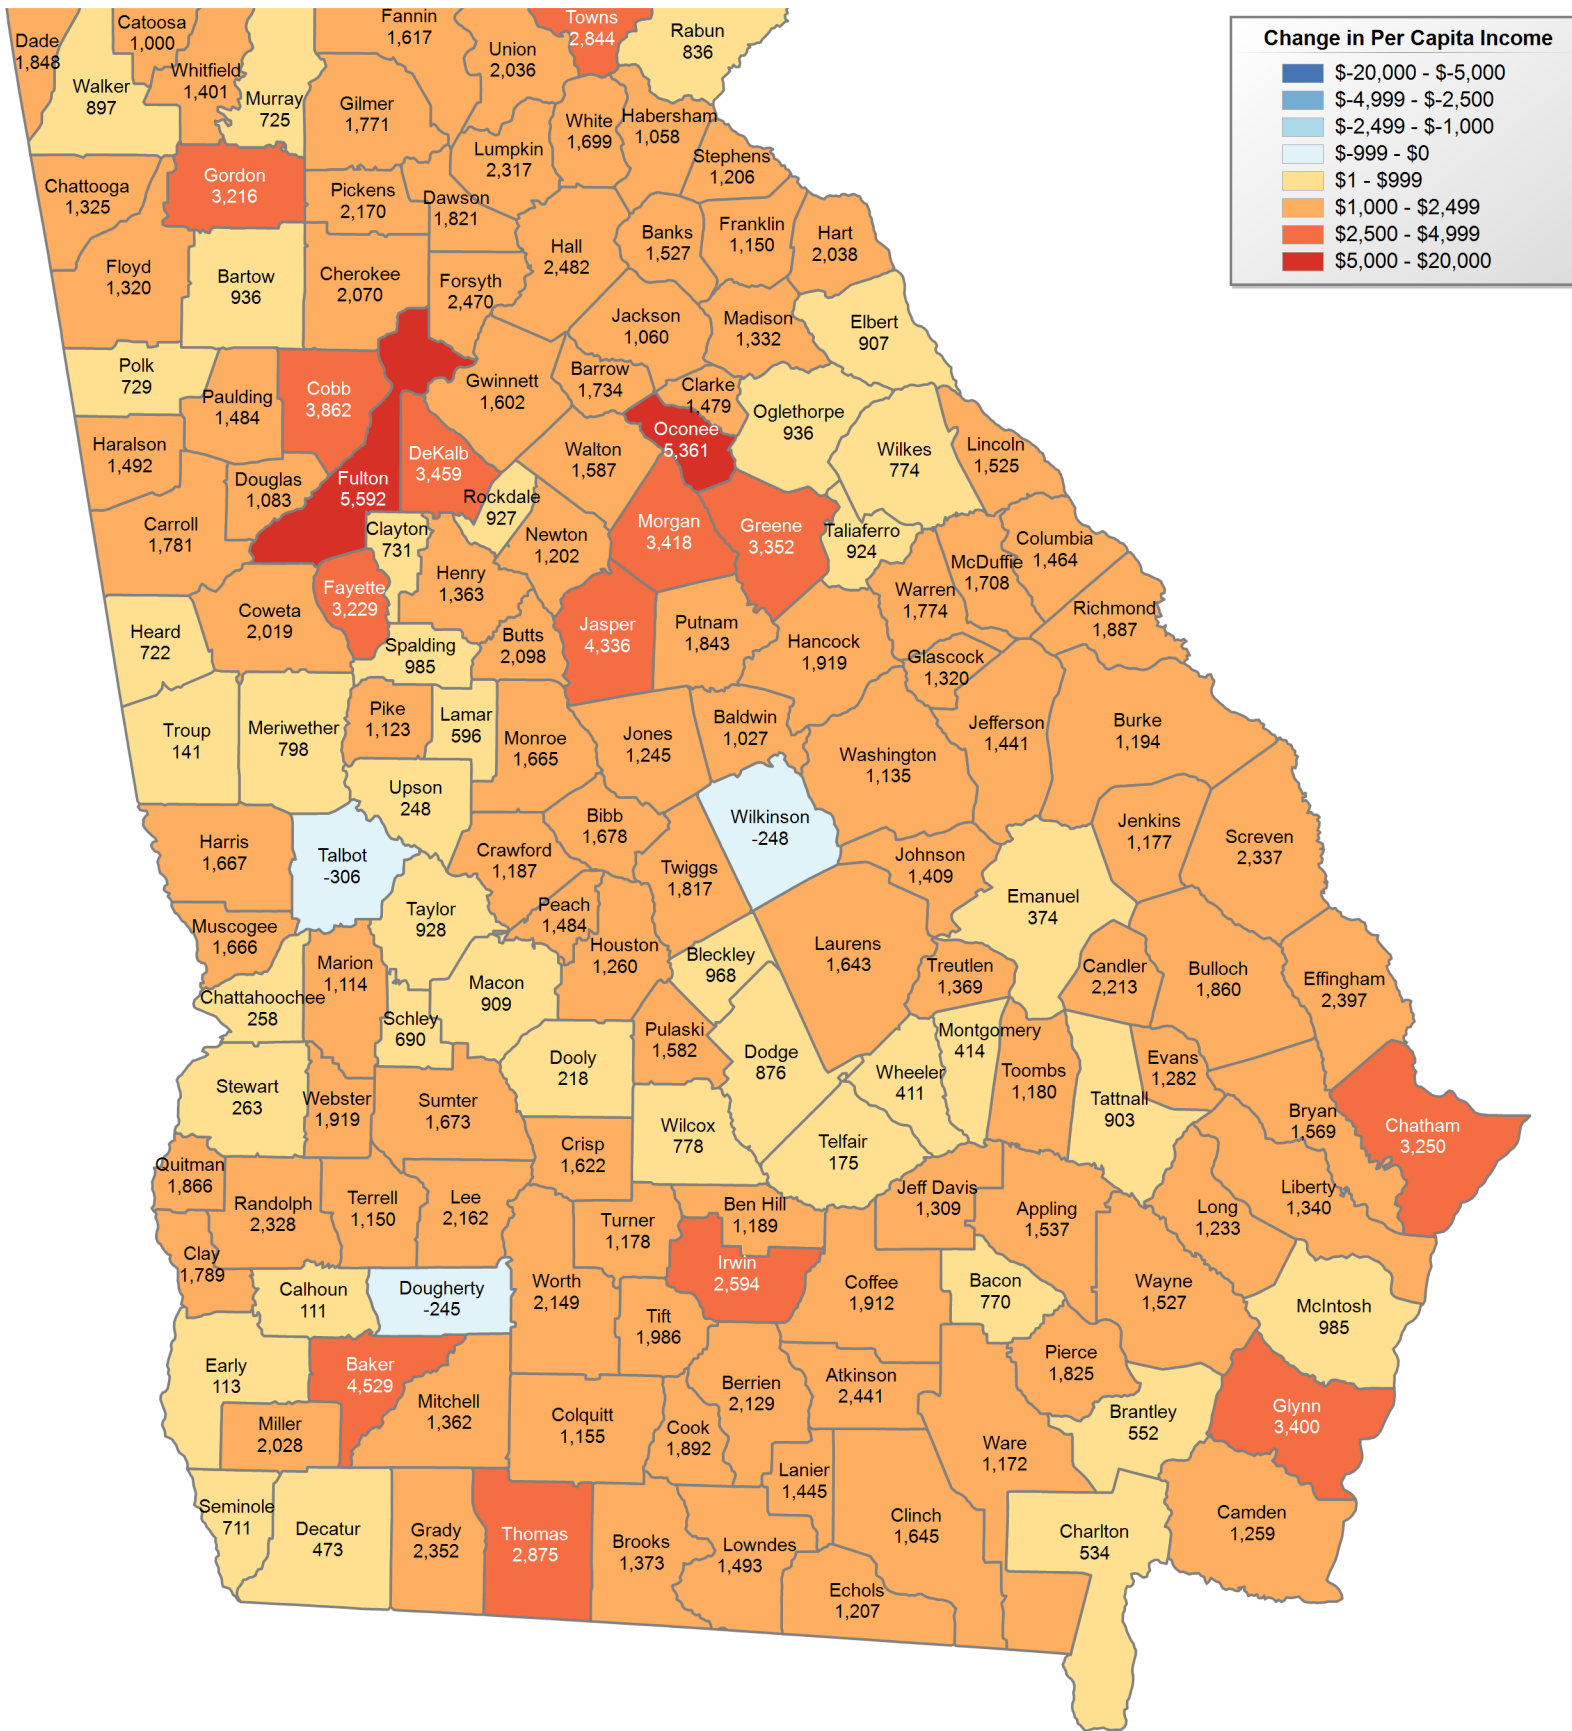 Change in Per Capita Income
$-20,000 - $-5,000
$-4,999 - $-2,500
$-2,499 - $-1,000
$-999 - $0
$1 - $999
$1,000 - $2,499
$2,500 - $4,999
$5,000 - $20,000
Dade
1,848
Catoosa
1,000
Walker
897
Whitfield
1,401
Murray
725
Fannin
1,617
Gilmer
1,771
Union
2,036
Towns
2,844
Rabun
836
White
1,699
Habersham
1,058
Lumpkin
2,317
Stephens
1,206
Chattooga
1,325
Gordon
3,216
Pickens
2,170
Dawson
1,821
Floyd
1,320
Bartow
936
Cherokee
2,070
Forsyth
2,470
Hall
2,482
Banks
1,527
Franklin
1,150
Hart
2,038
Jackson
1,060
Madison
1,332
Elbert
907
Polk
729
Paulding
1,484
Cobb
3,862
Gwinnett
1,602
Barrow
1,734
Clarke
1,479
Oglethorpe
936
Haralson
1,492
Douglas
1,083
Fulton
5,592
DeKalb
3,459
Rockdale
927
Walton
1,587
Oconee
5,361
Wilkes
774
Lincoln
1,525
Carroll
1,781
Clayton
731
Newton
1,202
Morgan
3,418
Greene
3,352
Taliaferro
924
Columbia
1,464
McDuffie
1,708
Warren
1,774
Richmond
1,887
Heard
722
Coweta
2,019
Fayette
3,229
Henry
1,363
Spalding
985
Butts
2,098
Jasper
4,336
Putnam
1,843
Hancock
1,919
Glascock
1,320
Troup
141
Meriwether
798
Pike
1,123
Lamar
596
Monroe
1,665
Jones
1,245
Baldwin
1,027
Washington
1,135
Jefferson
1,441
Burke
1,194
Upson
248
Harris
1,667
Talbot
-306
Crawford
1,187
Bibb
1,678
Twiggs
1,817
Wilkinson
-248
Johnson
1,409
Jenkins
1,177
Screven
2,337
Emanuel
374
Muscogee
1,666
Taylor
928
Peach
1,484
Houston
1,260
Bleckley
968
Laurens
1,643
Treutlen
1,369
Candler
2,213
Bulloch
1,860
Effingham
2,397
Chattahoochee
258
Marion
1,114
Schley
690
Macon
909
Dooly
218
Pulaski
1,582
Dodge
876
Wheeler
411
Montgomery
414
Toombs
1,180
Tattnall
903
Evans
1,282
Bryan
1,569
Chatham
3,250
Stewart
263
Webster
1,919
Sumter
1,673
Crisp
1,622
Wilcox
778
Telfair
175
Quitman
1,866
Randolph
2,328
Terrell
1,150
Lee
2,162
Turner
1,178
Ben Hill
1,189
Jeff Davis
1,309
Appling
1,537
Long
1,233
Liberty
1,340
Clay
1,789
Calhoun
111
Dougherty
-245
Worth
2,149
Tift
1,986
Irwin
2,594
Coffee
1,912
Bacon
770
Wayne
1,527
McIntosh
985
Early
113
Baker
4,529
Mitchell
1,362
Miller
2,028
Colquitt
1,155
Cook
1,892
Berrien
2,129
Atkinson
2,441
Pierce
1,825
Brantley
552
Glynn
3,400
Ware
1,172
Seminole
711
Decatur
473
Grady
2,352
Thomas
2,875
Brooks
1,373
Lowndes
1,493
Lanier
1,445
Clinch
1,645
Echols
1,207
Charlton
534
Camden
1,259